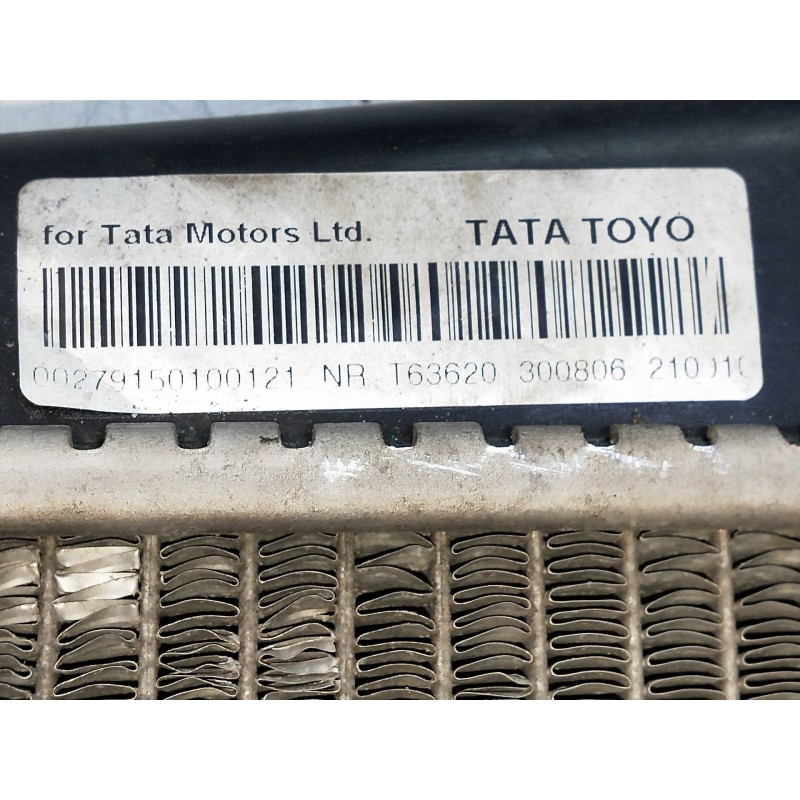 for Tata Motors Ltd. TATA TOYO
00279150100121 NR T63620 300806